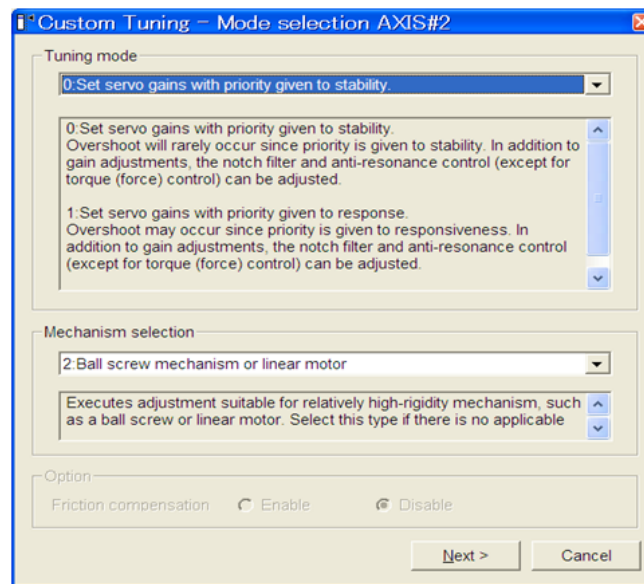 Custom Tuning - Mode selection AXIS#2
Tuning mode
0:Set servo gains with priority given to stability.
0:Set servo gains with priority given to stability.
Overshoot will rarely occur since priority is given to stability. In addition to
gain adjustments, the notch filter and anti-resonance control (except for
torque (force) control) can be adjusted.
1:Set servo gains with priority given to response.
Overshoot may occur since priority is given to responsiveness. In
addition to gain adjustments, the notch filter and anti-resonance control
(except for torque (force) control) can be adjusted.
Mechanism selection
2:Ball screw mechanism or linear motor
Executes adjustment suitable for relatively high-rigidity mechanism, such
as a ball screw or linear motor. Select this type if there is no applicable
Option
Friction compensation Enable Disable
Next > Cancel